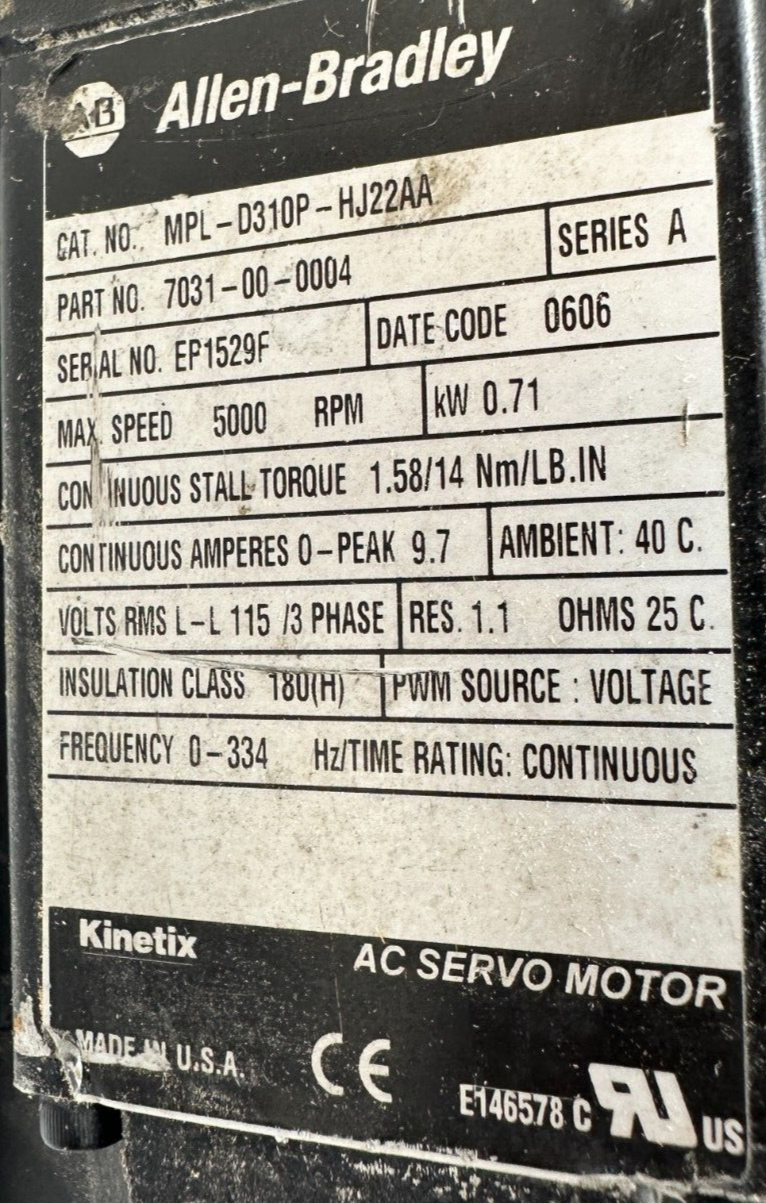 AB Allen-Bradley
CAT. NO. MPL-D310P-HJ22AA
PART NO. 7031-00-0004 SERIES A
SERIAL NO. EP1529F DATE CODE 0606
MAX. SPEED 5000 RPM kW 0.71
CONTINUOUS STALL TORQUE 1.58/14 Nm/LB.IN
CONTINUOUS AMPERES 0-PEAK 9.7 AMBIENT: 40 C.
VOLTS RMS L-L 115 /3 PHASE RES. 1.1 OHMS 25 C.
INSULATION CLASS 180(H) PWM SOURCE : VOLTAGE
FREQUENCY 0-334 Hz/TIME RATING: CONTINUOUS
Kinetix
AC SERVO MOTOR
MADE IN U.S.A. CE
E146578 C RU US